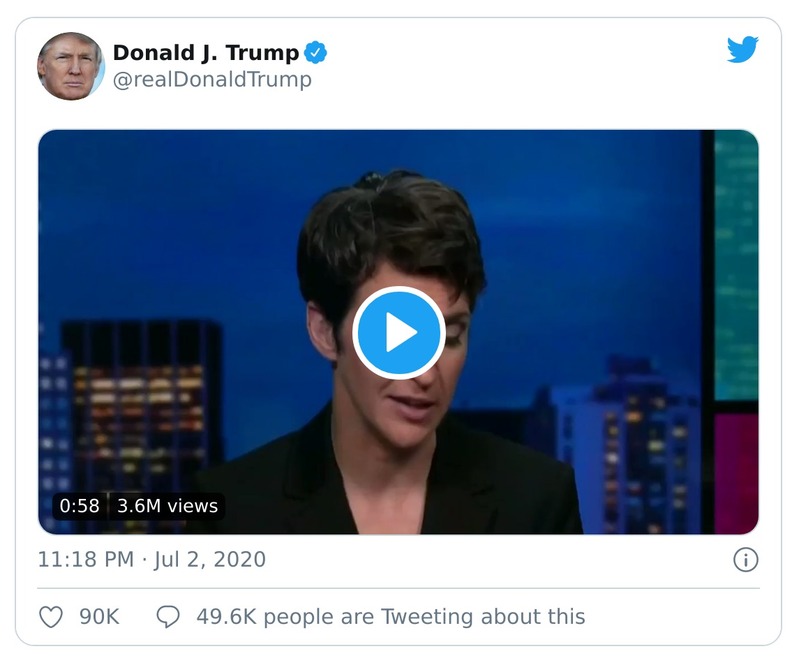 Donald J. Trump
@realDonaldTrump
0:58 3.6M views
11:18 PM · Jul 2, 2020
90K 49.6K people are Tweeting about this